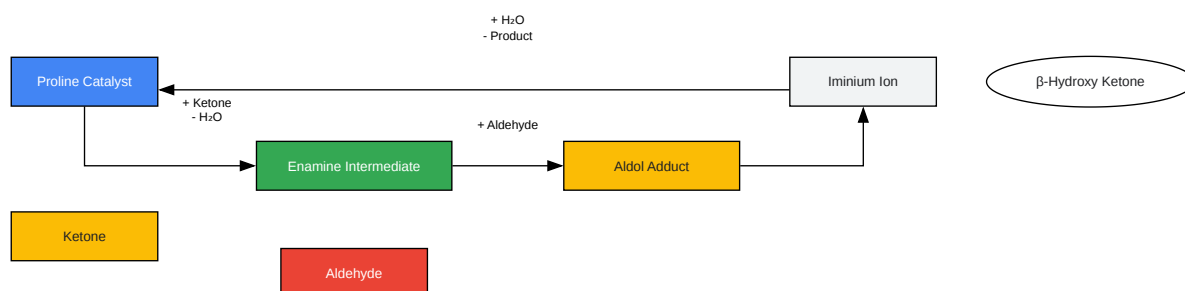 + H₂O
- Product
Proline Catalyst
Iminium Ion
β-Hydroxy Ketone
+ Ketone
- H₂O
+ Aldehyde
Enamine Intermediate
Aldol Adduct
Ketone
Aldehyde